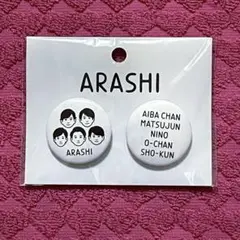 ARASHI
ARASHI
AIBA CHAN
MATSUJUN
NINO
O-CHAN
SHO-KUN